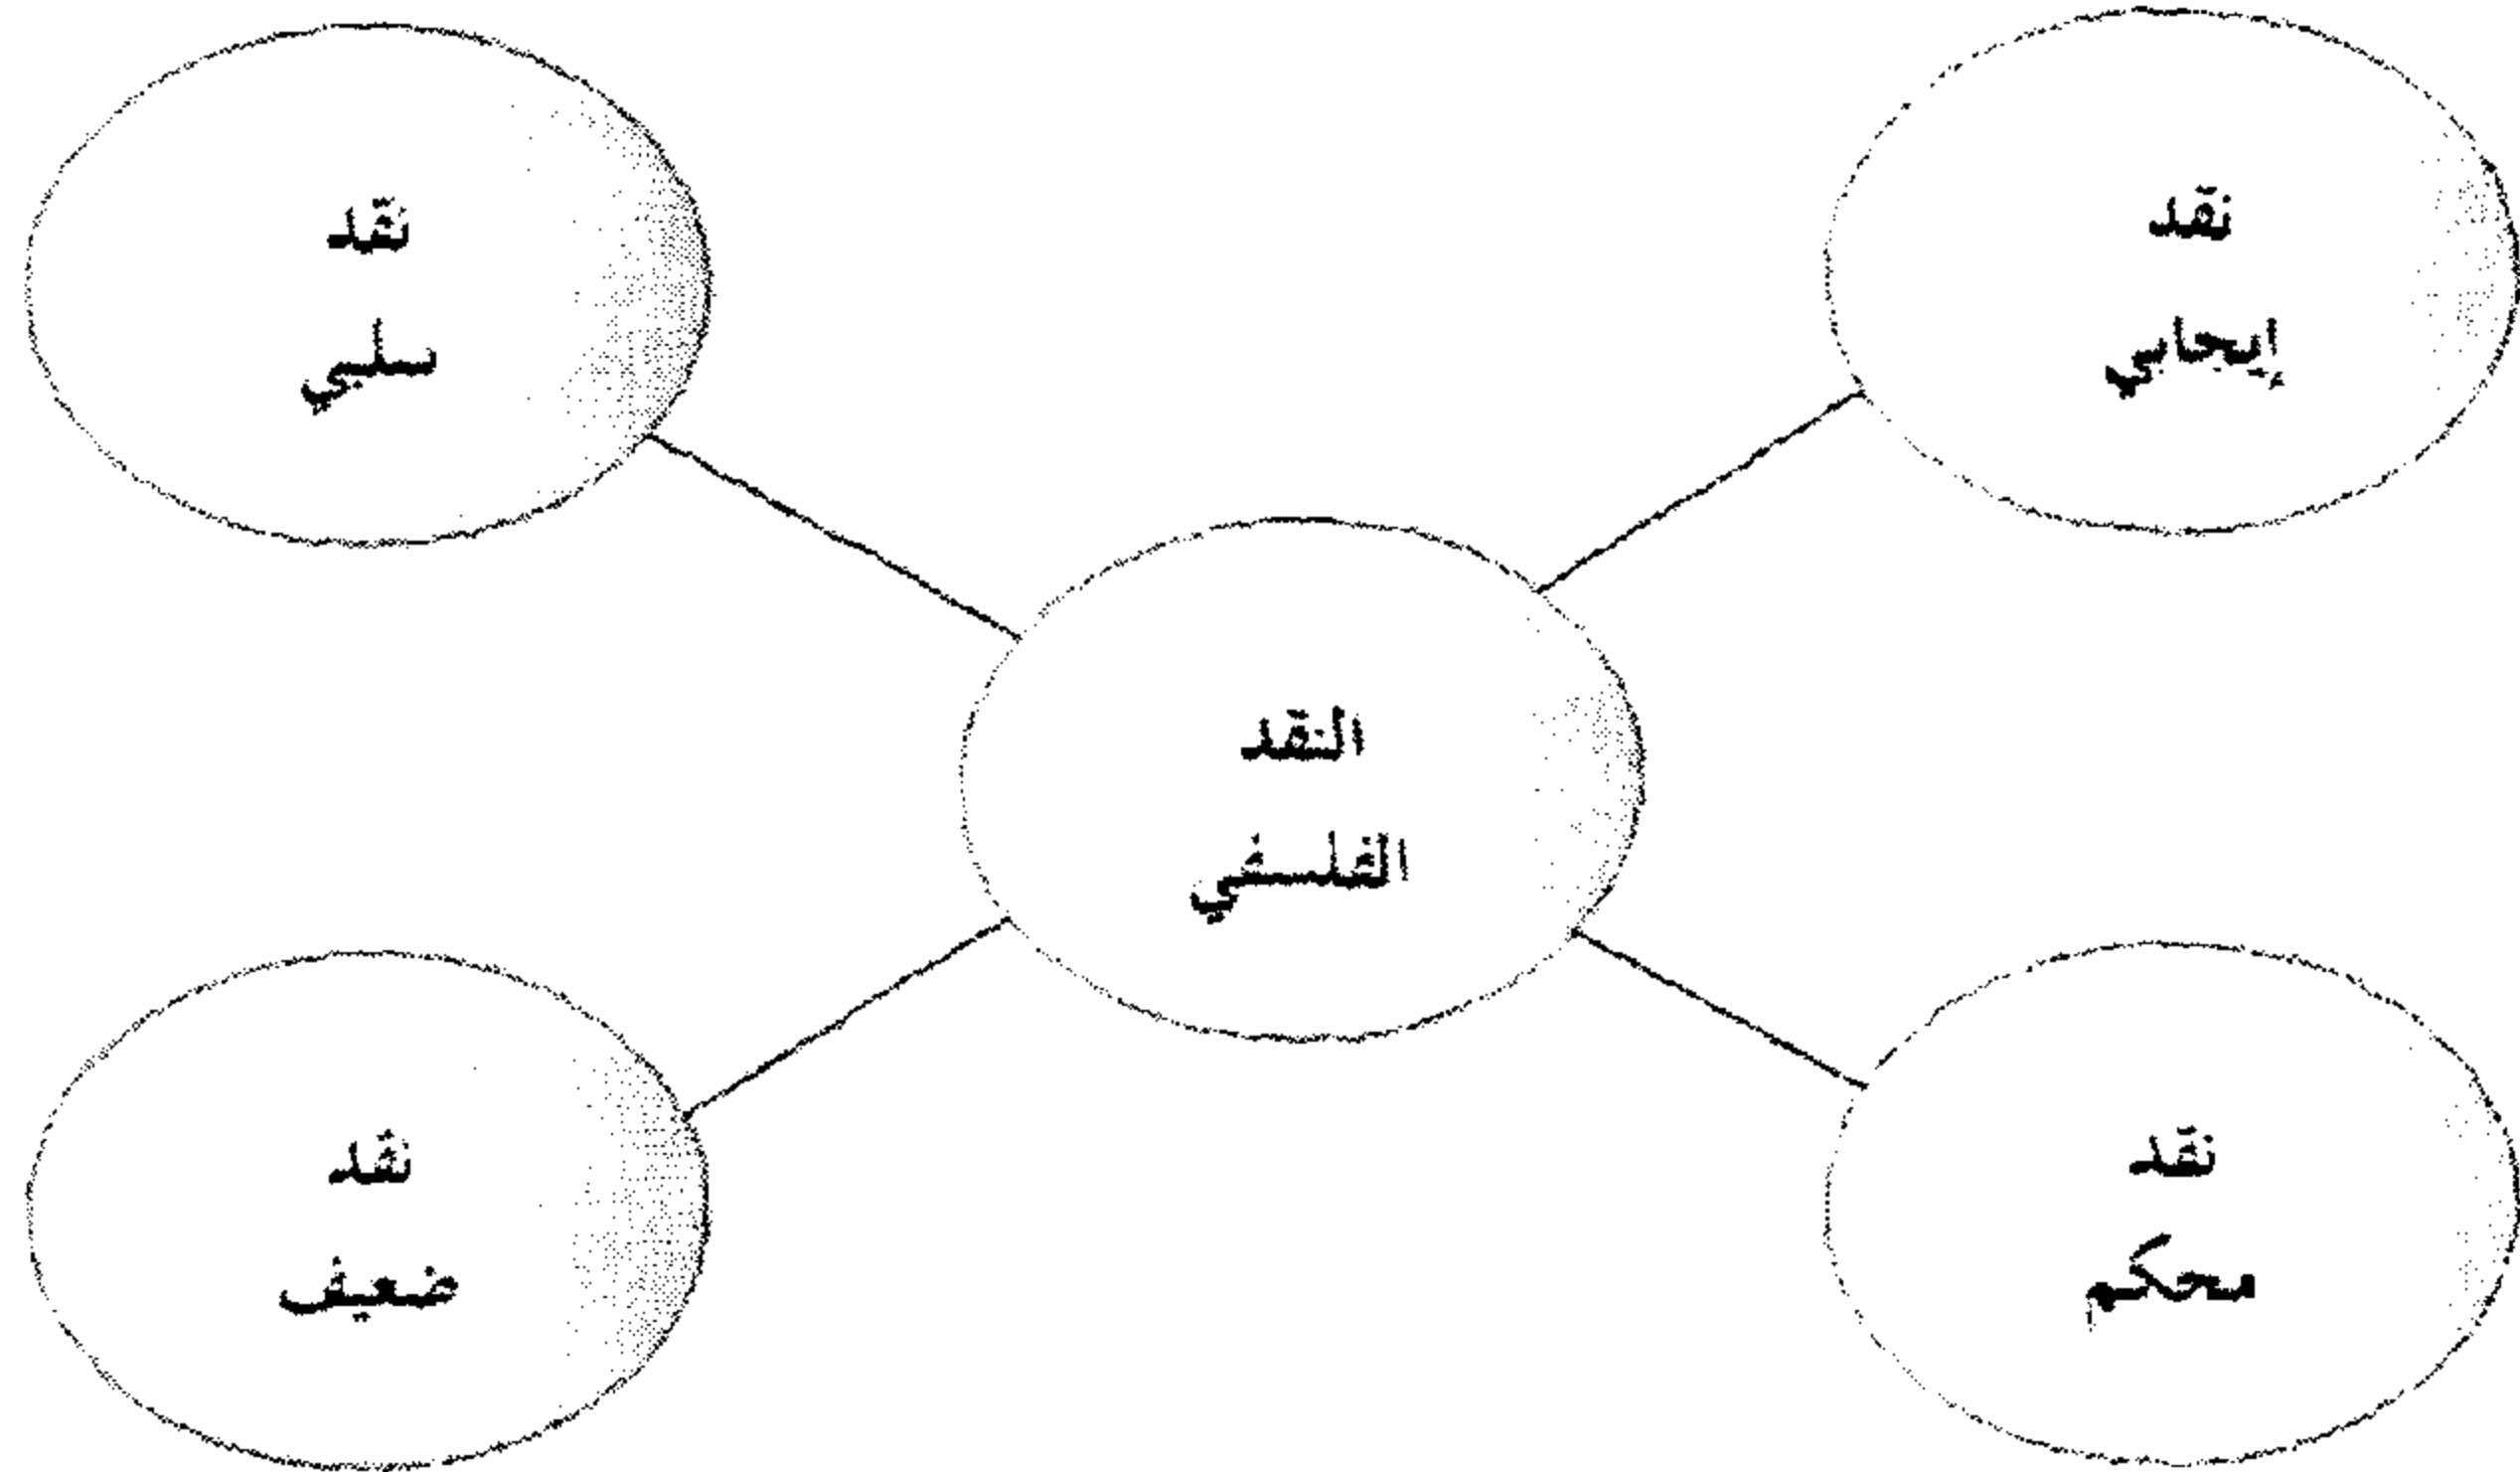 نقد
إيجابي
نقد
سلبي
النقد
الفلسفي
نقد
محكم
نقد
ضعيف